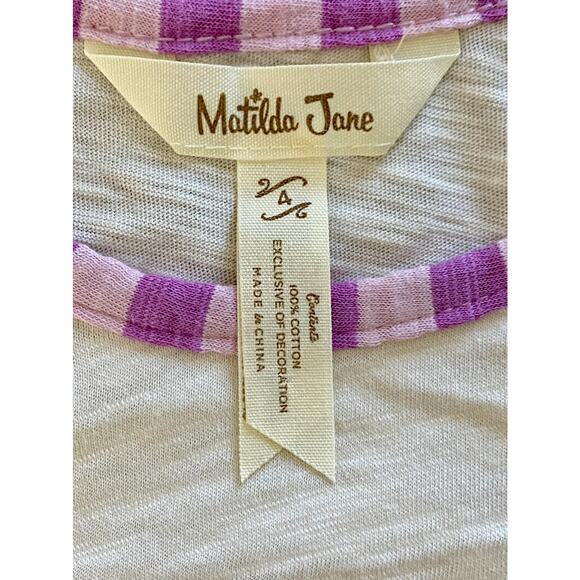 Matilda Jane
4
Contents
100% COTTON
EXCLUSIVE OF DECORATION
MADE in CHINA